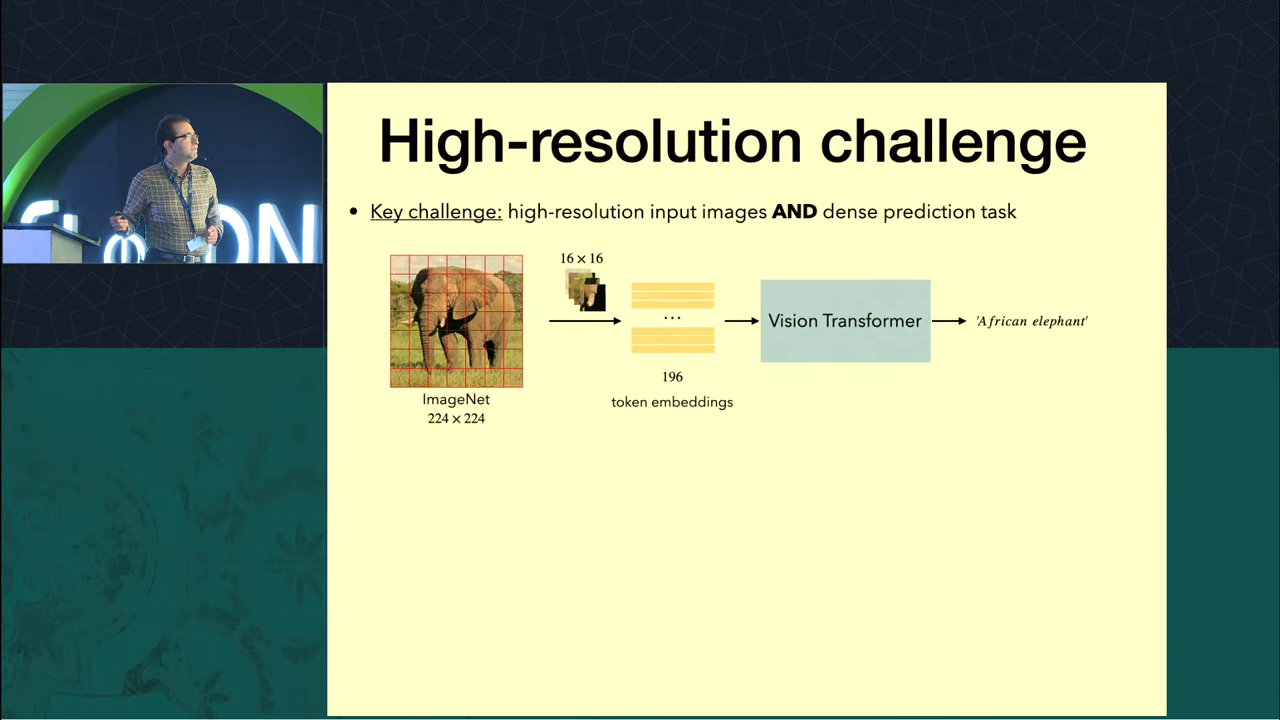 High-resolution challenge
• Key challenge: high-resolution input images AND dense prediction task
16 × 16
...
Vision Transformer
'African elephant'
196
token embeddings
ImageNet
224 × 224